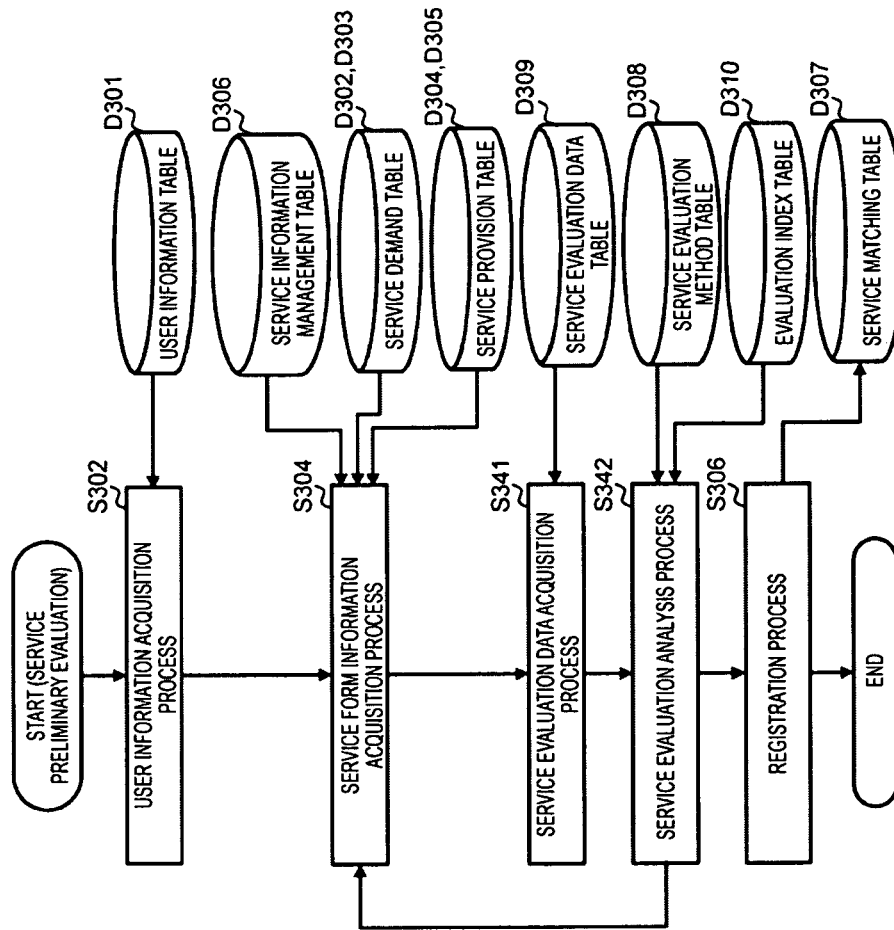 START (SERVICE
PRELIMINARY EVALUATION)
S302
USER INFORMATION ACQUISITION
PROCESS
D301
USER INFORMATION TABLE
S304
SERVICE FORM INFORMATION
ACQUISITION PROCESS
D306
SERVICE INFORMATION
MANAGEMENT TABLE
D302,D303
SERVICE DEMAND TABLE
D304,D305
SERVICE PROVISION TABLE
S341
SERVICE EVALUATION DATA ACQUISITION
PROCESS
D309
SERVICE EVALUATION DATA
TABLE
S342
SERVICE EVALUATION ANALYSIS PROCESS
D308
SERVICE EVALUATION
METHOD TABLE
D310
EVALUATION INDEX TABLE
S306
REGISTRATION PROCESS
D307
SERVICE MATCHING TABLE
END